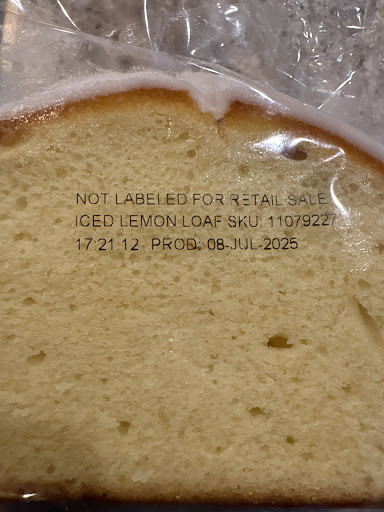 NOT LABELED FOR RETAIL SALE
ICED LEMON LOAF SKU: 11079227
17:21:12 PROD: 08-JUL-2025